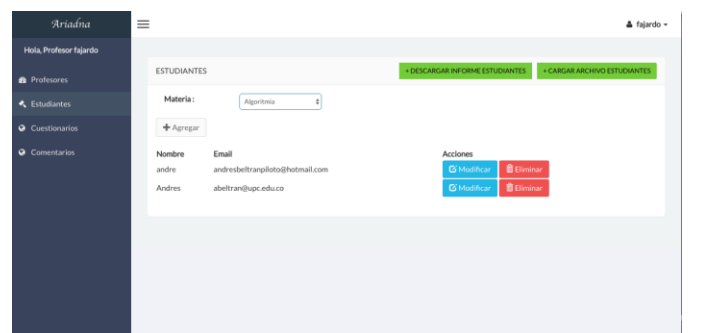 Ariadna
fajardo
Hola, Profesor fajardo
Profesores
Estudiantes
Cuestionarios
Comentarios
ESTUDIANTES
+ DESCARGAR INFORME ESTUDIANTES
+ CARGAR ARCHIVO ESTUDIANTES
Materia :
Algoritmia
Agregar
Nombre Email Acciones
andre andresbeltranpiloto@hotmail.com Modificar Eliminar
Andres abeltran@upc.edu.co Modificar Eliminar